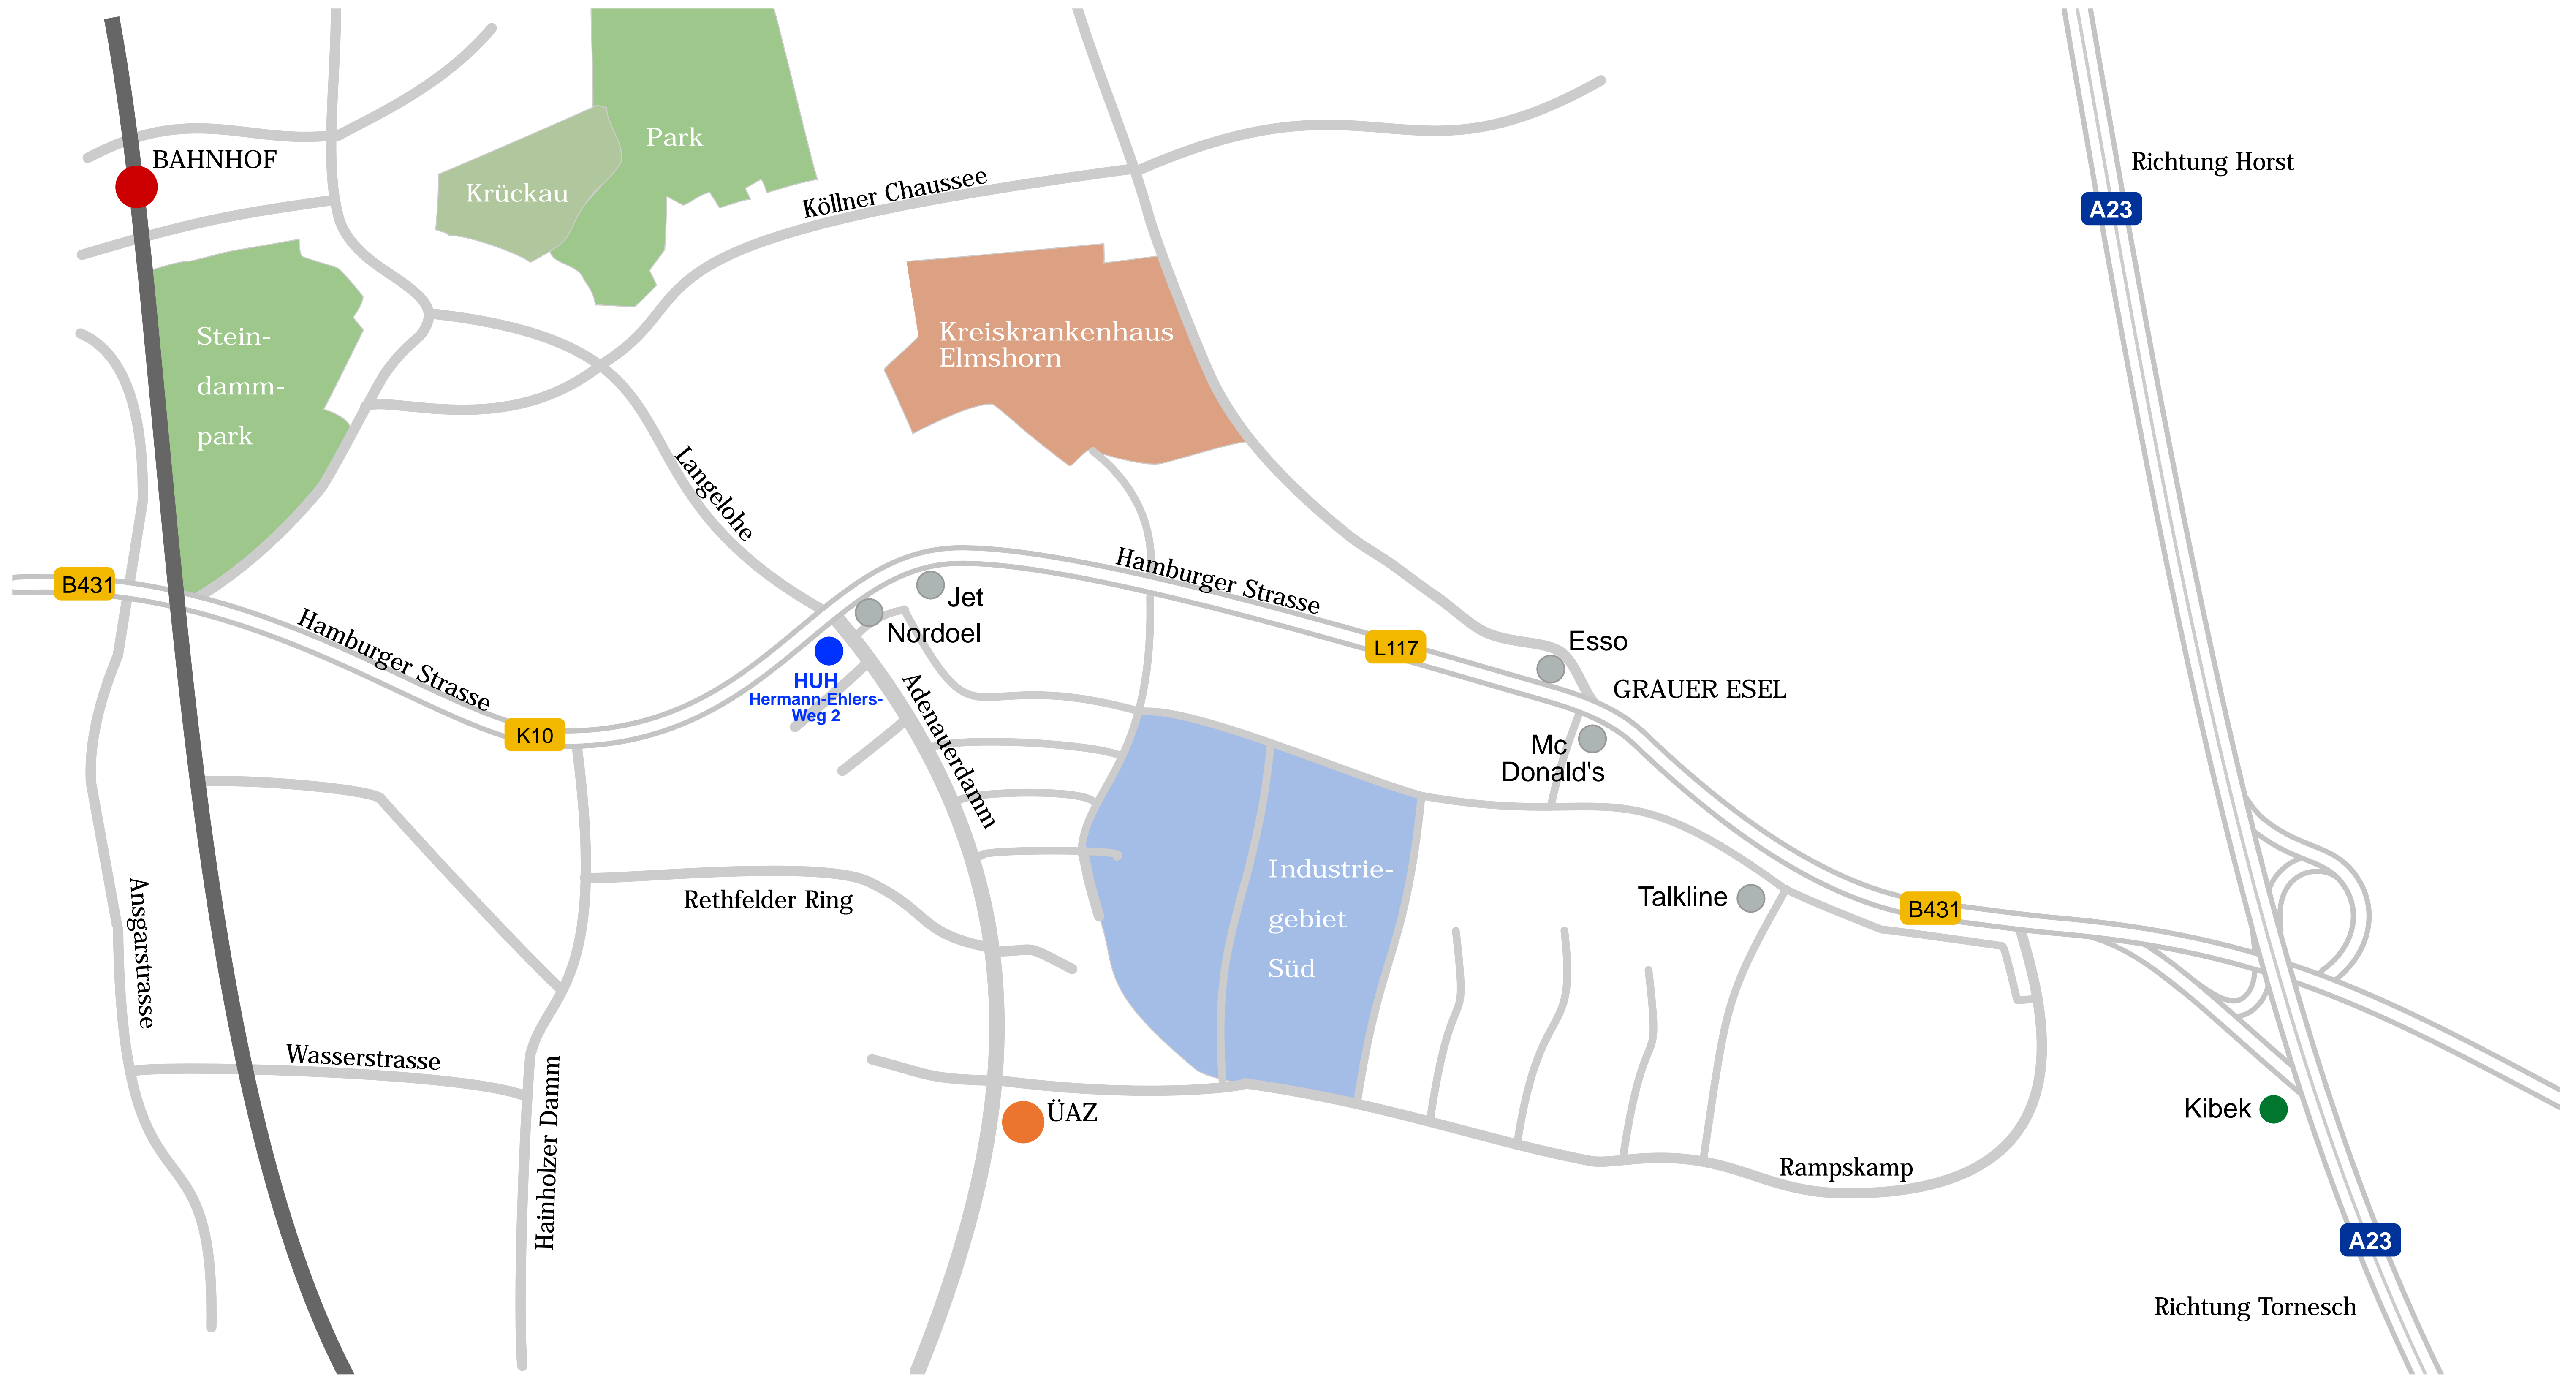 BAHNHOF
Park
Krückau
Köllner Chaussee
Richtung Horst
A23
Stein-
damm-
park
Kreiskrankenhaus
Elmshorn
Langelohe
B431
Hamburger Strasse
Hamburger Strasse
Jet
Nordoel
L117
Esso
GRAUER ESEL
HUH
Hermann-Ehlers-
Weg 2
K10
Adenauerdamm
Mc
Donald's
Industrie-
gebiet
Süd
Talkline
B431
Rethfelder Ring
Ansgarstrasse
Wasserstrasse
Hainholzer Damm
ÜAZ
Kibek
Rampskamp
A23
Richtung Tornesch